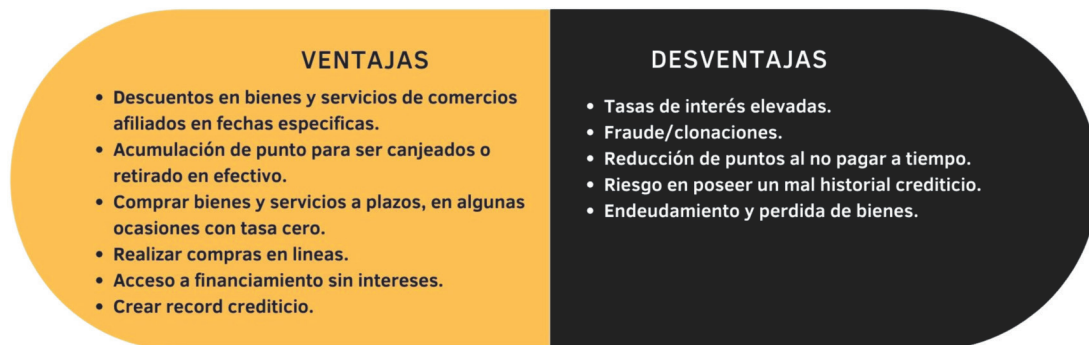 VENTAJAS
• Descuentos en bienes y servicios de comercios
afiliados en fechas especificas.
• Acumulación de punto para ser canjeados o
retirado en efectivo.
• Comprar bienes y servicios a plazos, en algunas
ocasiones con tasa cero.
• Realizar compras en lineas.
• Acceso a financiamiento sin intereses.
• Crear record crediticio.
DESVENTAJAS
• Tasas de interés elevadas.
• Fraude/clonaciones.
• Reducción de puntos al no pagar a tiempo.
• Riesgo en poseer un mal historial crediticio.
• Endeudamiento y perdida de bienes.